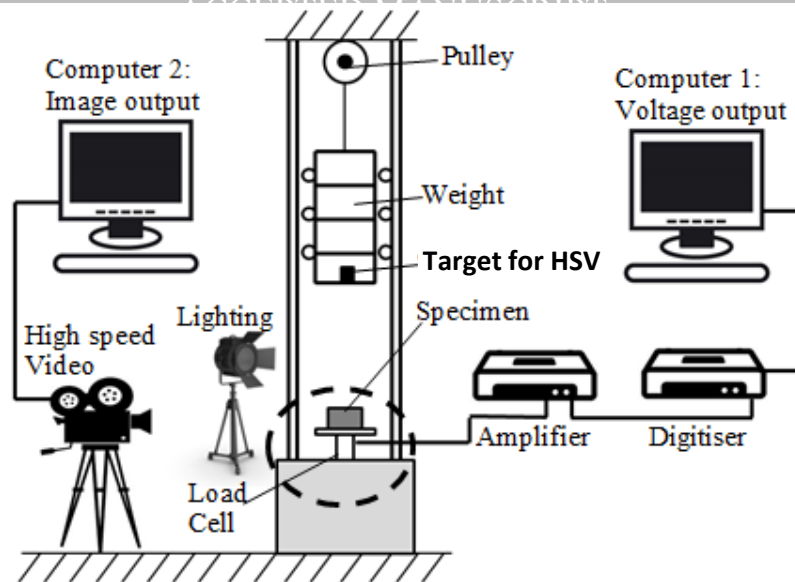 Pulley
Computer 2:
Image output
Computer 1:
Voltage output
Weight
Target for HSV
Specimen
Lighting
High speed
Video
Amplifier
Digitiser
Load
Cell